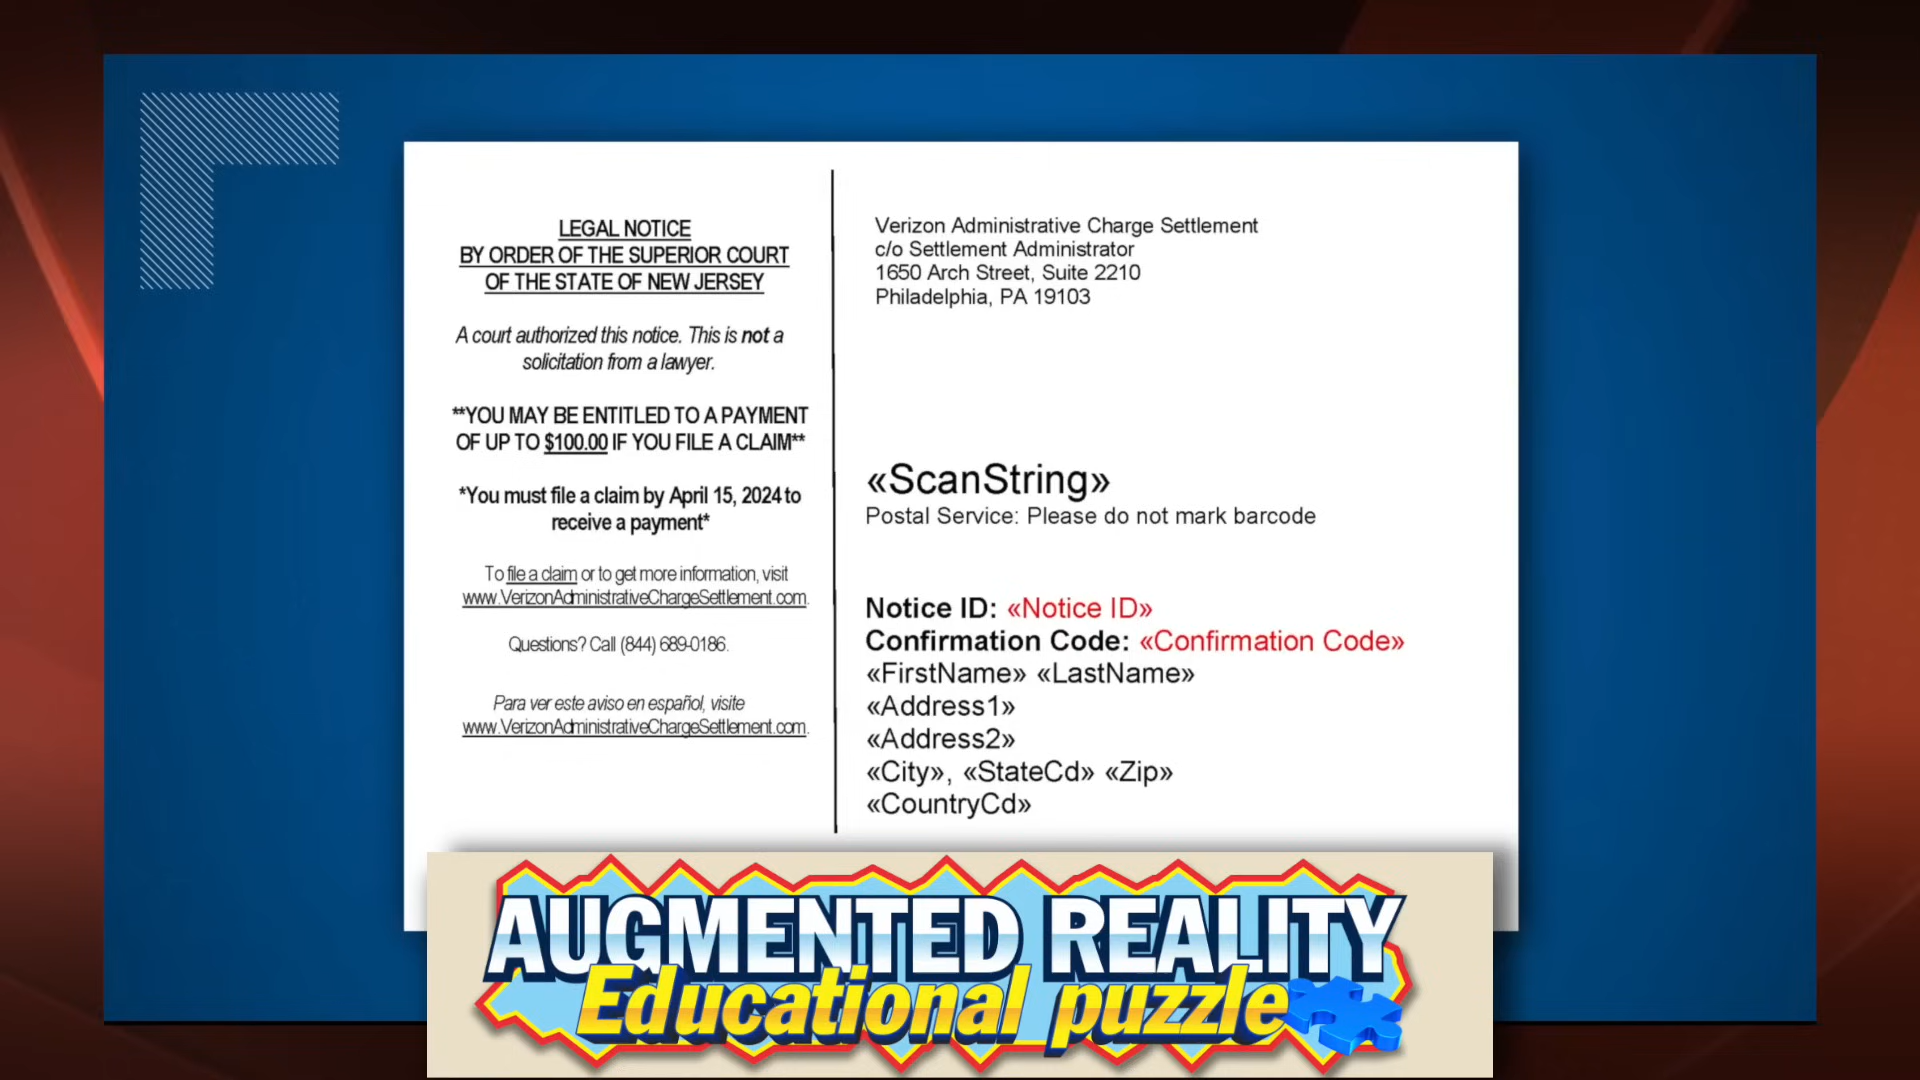 LEGAL NOTICE
BY ORDER OF THE SUPERIOR COURT
OF THE STATE OF NEW JERSEY
A court authorized this notice. This is not a
solicitation from a lawyer.
**YOU MAY BE ENTITLED TO A PAYMENT
OF UP TO $100.00 IF YOU FILE A CLAIM**
*You must file a claim by April 15, 2024 to
receive a payment*
To file a claim or to get more information, visit
www.VerizonAdministrativeChargeSettlement.com.
Questions? Call (844) 689-0186.
Para ver este aviso en español, visite
www.VerizonAdministrativeChargeSettlement.com.
Verizon Administrative Charge Settlement
c/o Settlement Administrator
1650 Arch Street, Suite 2210
Philadelphia, PA 19103
«ScanString»
Postal Service: Please do not mark barcode
Notice ID: «Notice ID»
Confirmation Code: «Confirmation Code»
«FirstName» «LastName»
«Address1»
«Address2»
«City», «StateCd» «Zip»
«CountryCd»
AUGMENTED REALITY
Educational puzzle